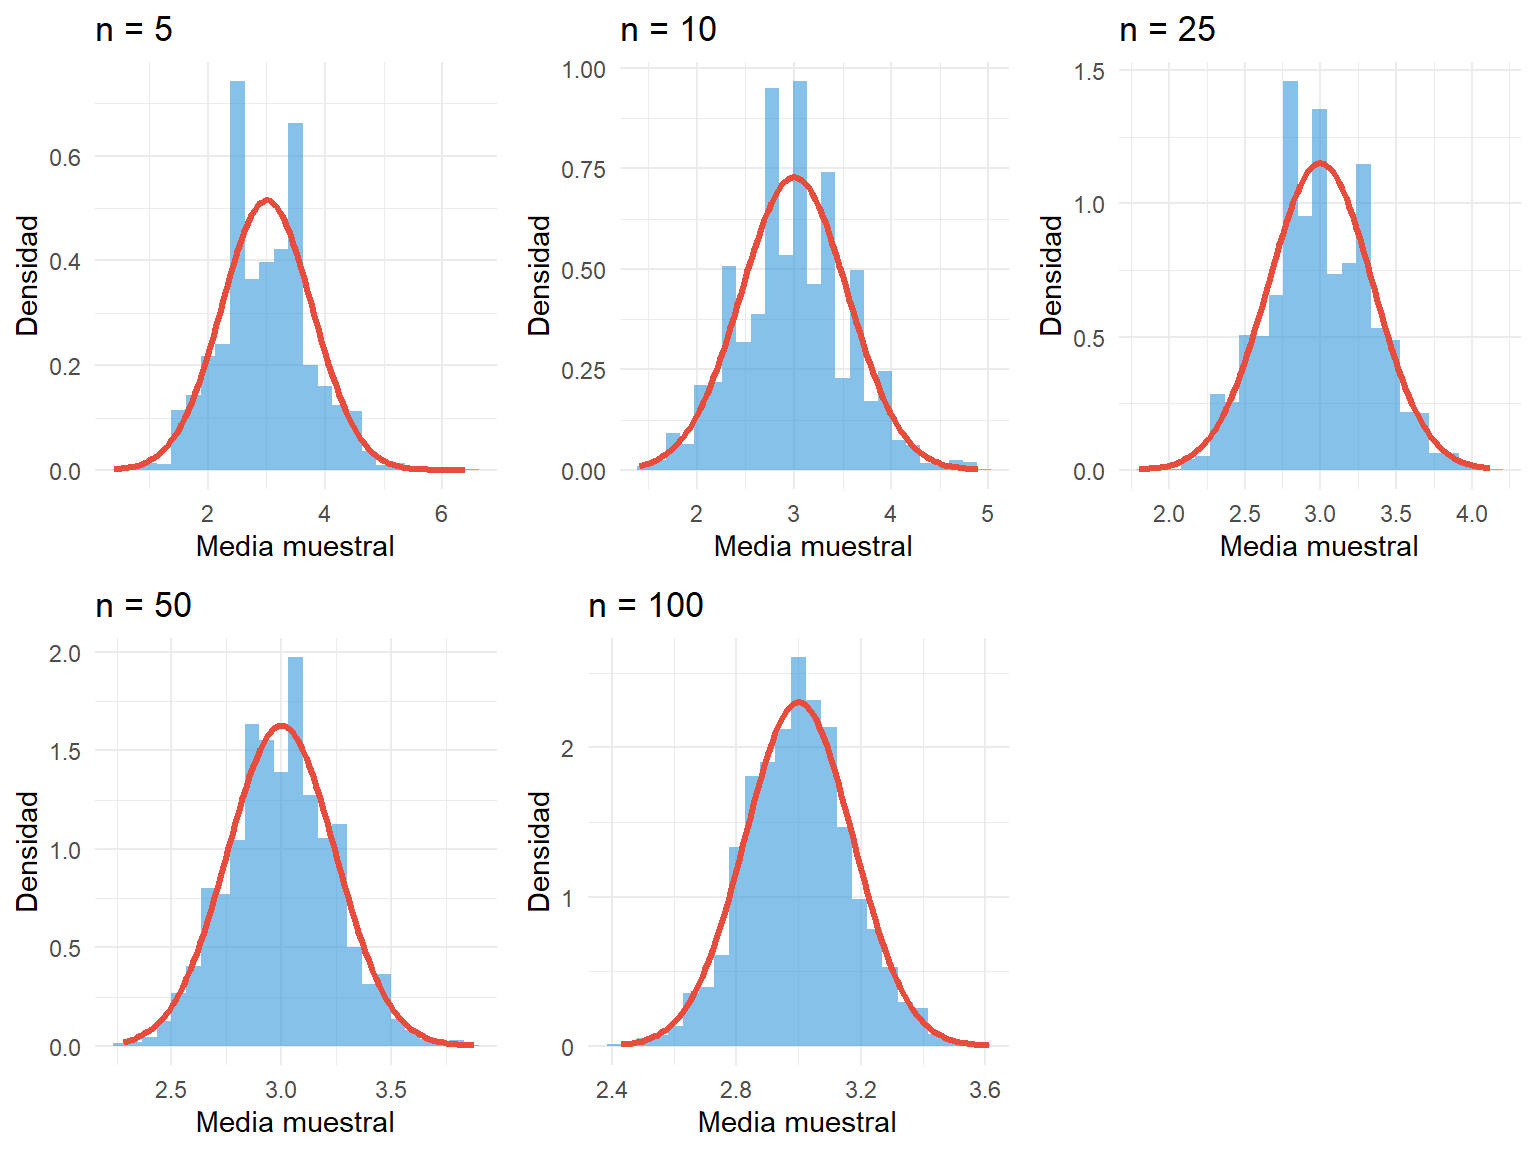 n = 5
0.6
0.4
0.2
0.0
Densidad
2 4 6
Media muestral
n = 10
1.00
0.75
0.50
0.25
0.00
Densidad
2 3 4 5
Media muestral
n = 25
1.5
1.0
0.5
0.0
Densidad
2.0 2.5 3.0 3.5 4.0
Media muestral
n = 50
2.0
1.5
1.0
0.5
0.0
Densidad
2.5 3.0 3.5
Media muestral
n = 100
2
1
0
Densidad
2.4 2.8 3.2 3.6
Media muestral